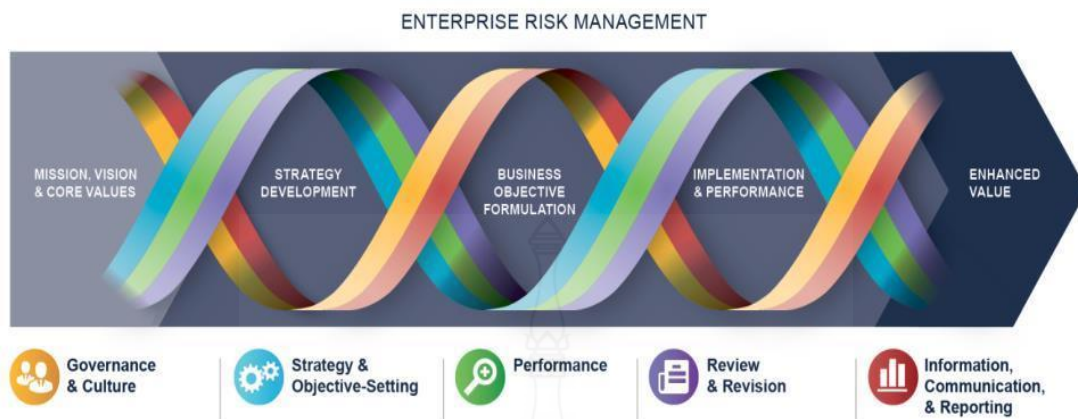 ENTERPRISE RISK MANAGEMENT
MISSION, VISION
& CORE VALUES
STRATEGY
DEVELOPMENT
BUSINESS
OBJECTIVE
FORMULATION
IMPLEMENTATION
& PERFORMANCE
ENHANCED
VALUE
Governance
& Culture
Strategy &
Objective-Setting
Performance
Review
& Revision
Information,
Communication,
& Reporting